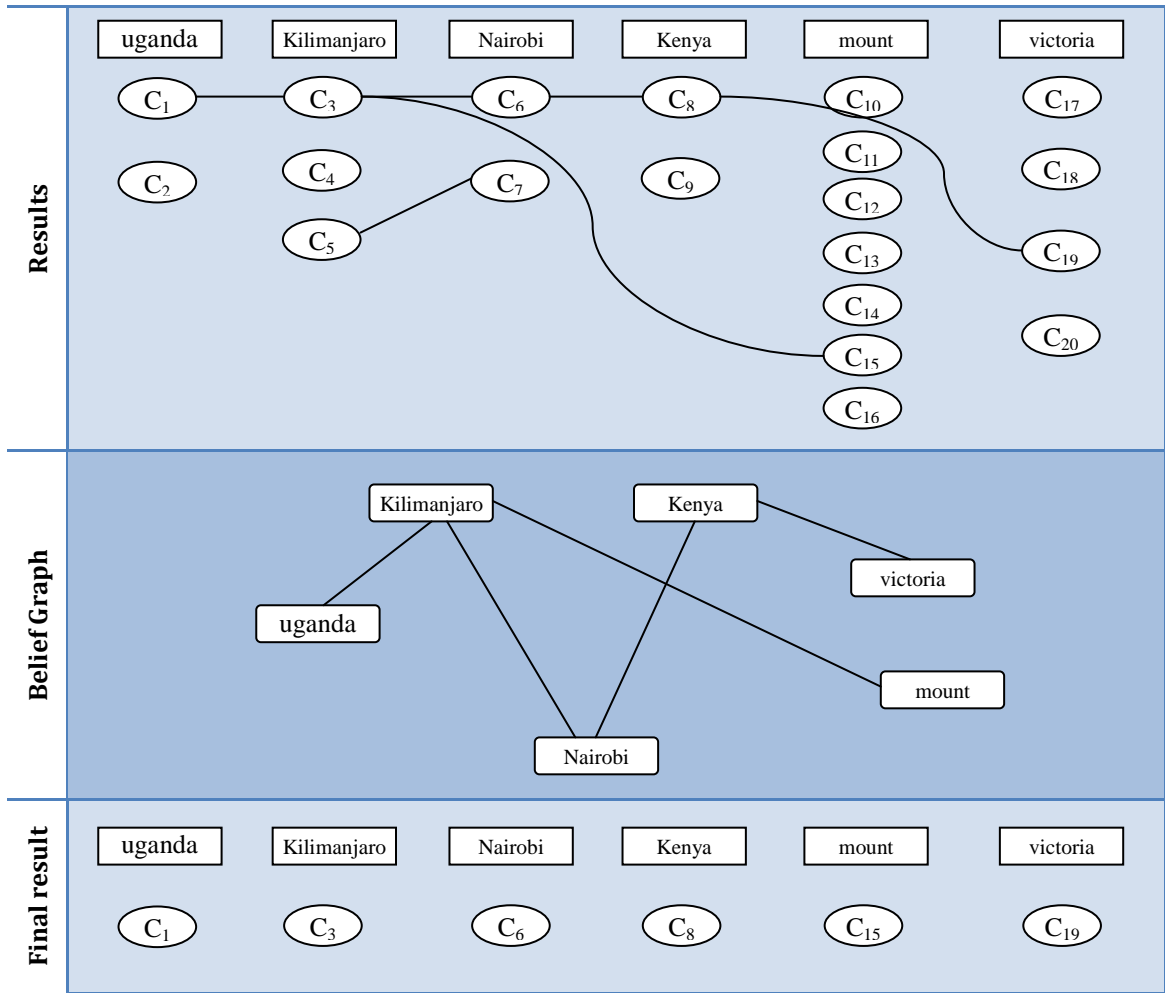 Results
uganda Kilimanjaro Nairobi Kenya mount victoria
C1 C3 C6 C8 C10 C17
C11
C2 C4 C7 C9 C12 C18
C5 C13 C19
C14
C15 C20
C16
Belief Graph
Kilimanjaro Kenya
victoria
uganda
mount
Nairobi
Final result
uganda Kilimanjaro Nairobi Kenya mount victoria
C1 C3 C6 C8 C15 C19